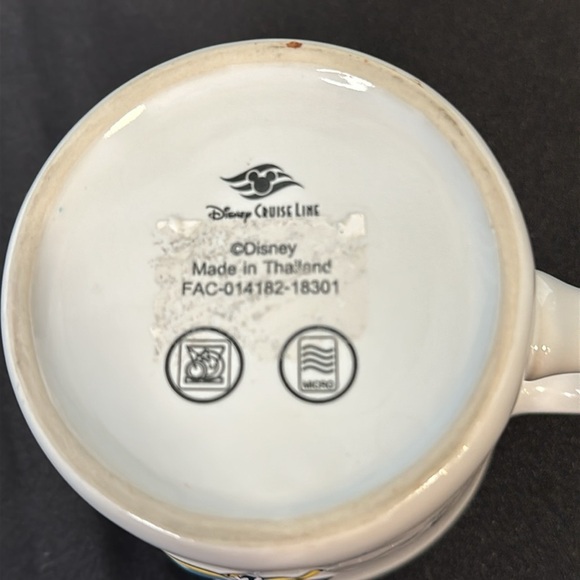 Disney CRUISE LINE
©Disney
Made in Thailand
FAC-014182-18301
MICRO